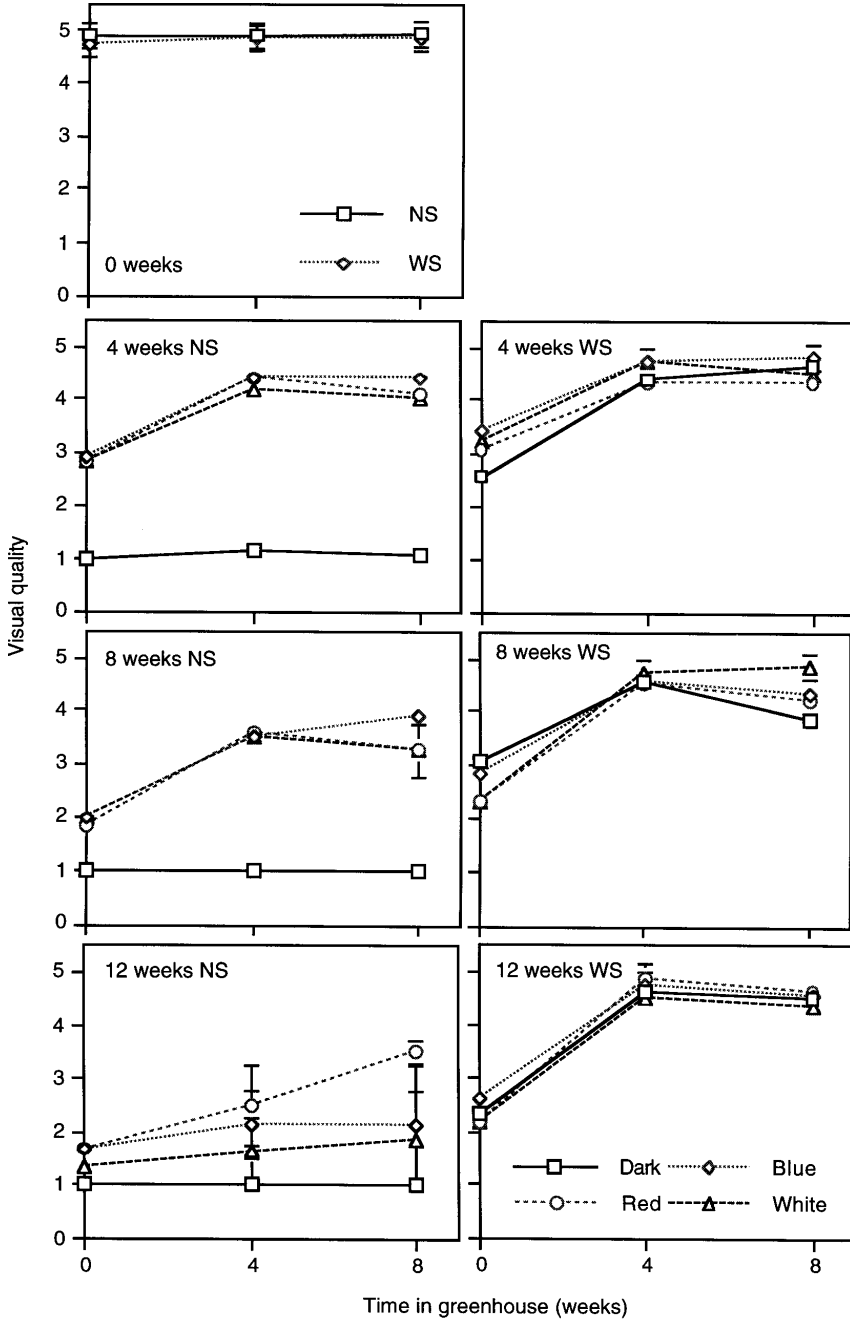 5
4
3
2
1
0
NS
WS
0 weeks
4 weeks NS
5
4
3
2
1
0
4 weeks WS
Visual quality
8 weeks NS
5
4
3
2
1
0
8 weeks WS
12 weeks NS
5
4
3
2
1
0
12 weeks WS
Dark Blue
Red White
0 4 8 0 4 8
Time in greenhouse (weeks)